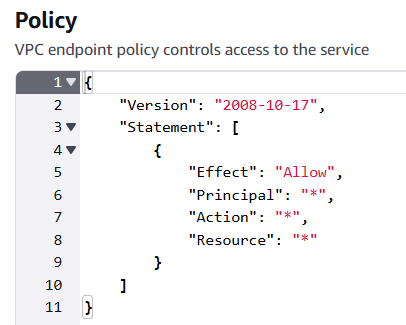 Policy
VPC endpoint policy controls access to the service
1 {
2     "Version": "2008-10-17",
3     "Statement": [
4         {
5             "Effect": "Allow",
6             "Principal": "*",
7             "Action": "*",
8             "Resource": "*"
9         }
10     ]
11 }